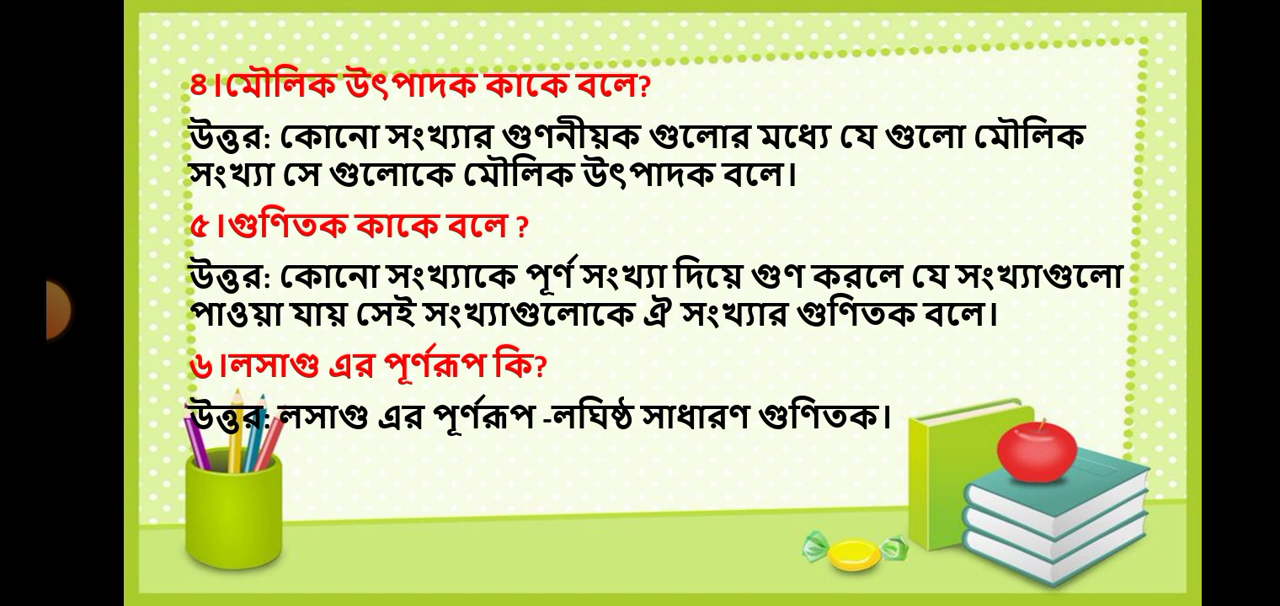 ৪।মৌলিক উৎপাদক কাকে বলে?
উত্তর: কোনো সংখ্যার গুণনীয়ক গুলোর মধ্যে যে গুলো মৌলিক
সংখ্যা সে গুলোকে মৌলিক উৎপাদক বলে।
৫।গুণিতক কাকে বলে ?
উত্তর: কোনো সংখ্যাকে পূর্ণ সংখ্যা দিয়ে গুণ করলে যে সংখ্যাগুলো
পাওয়া যায় সেই সংখ্যাগুলোকে ঐ সংখ্যার গুণিতক বলে।
৬।লসাগু এর পূর্ণরূপ কি?
উত্তর: লসাগু এর পূর্ণরূপ -লঘিষ্ঠ সাধারণ গুণিতক।